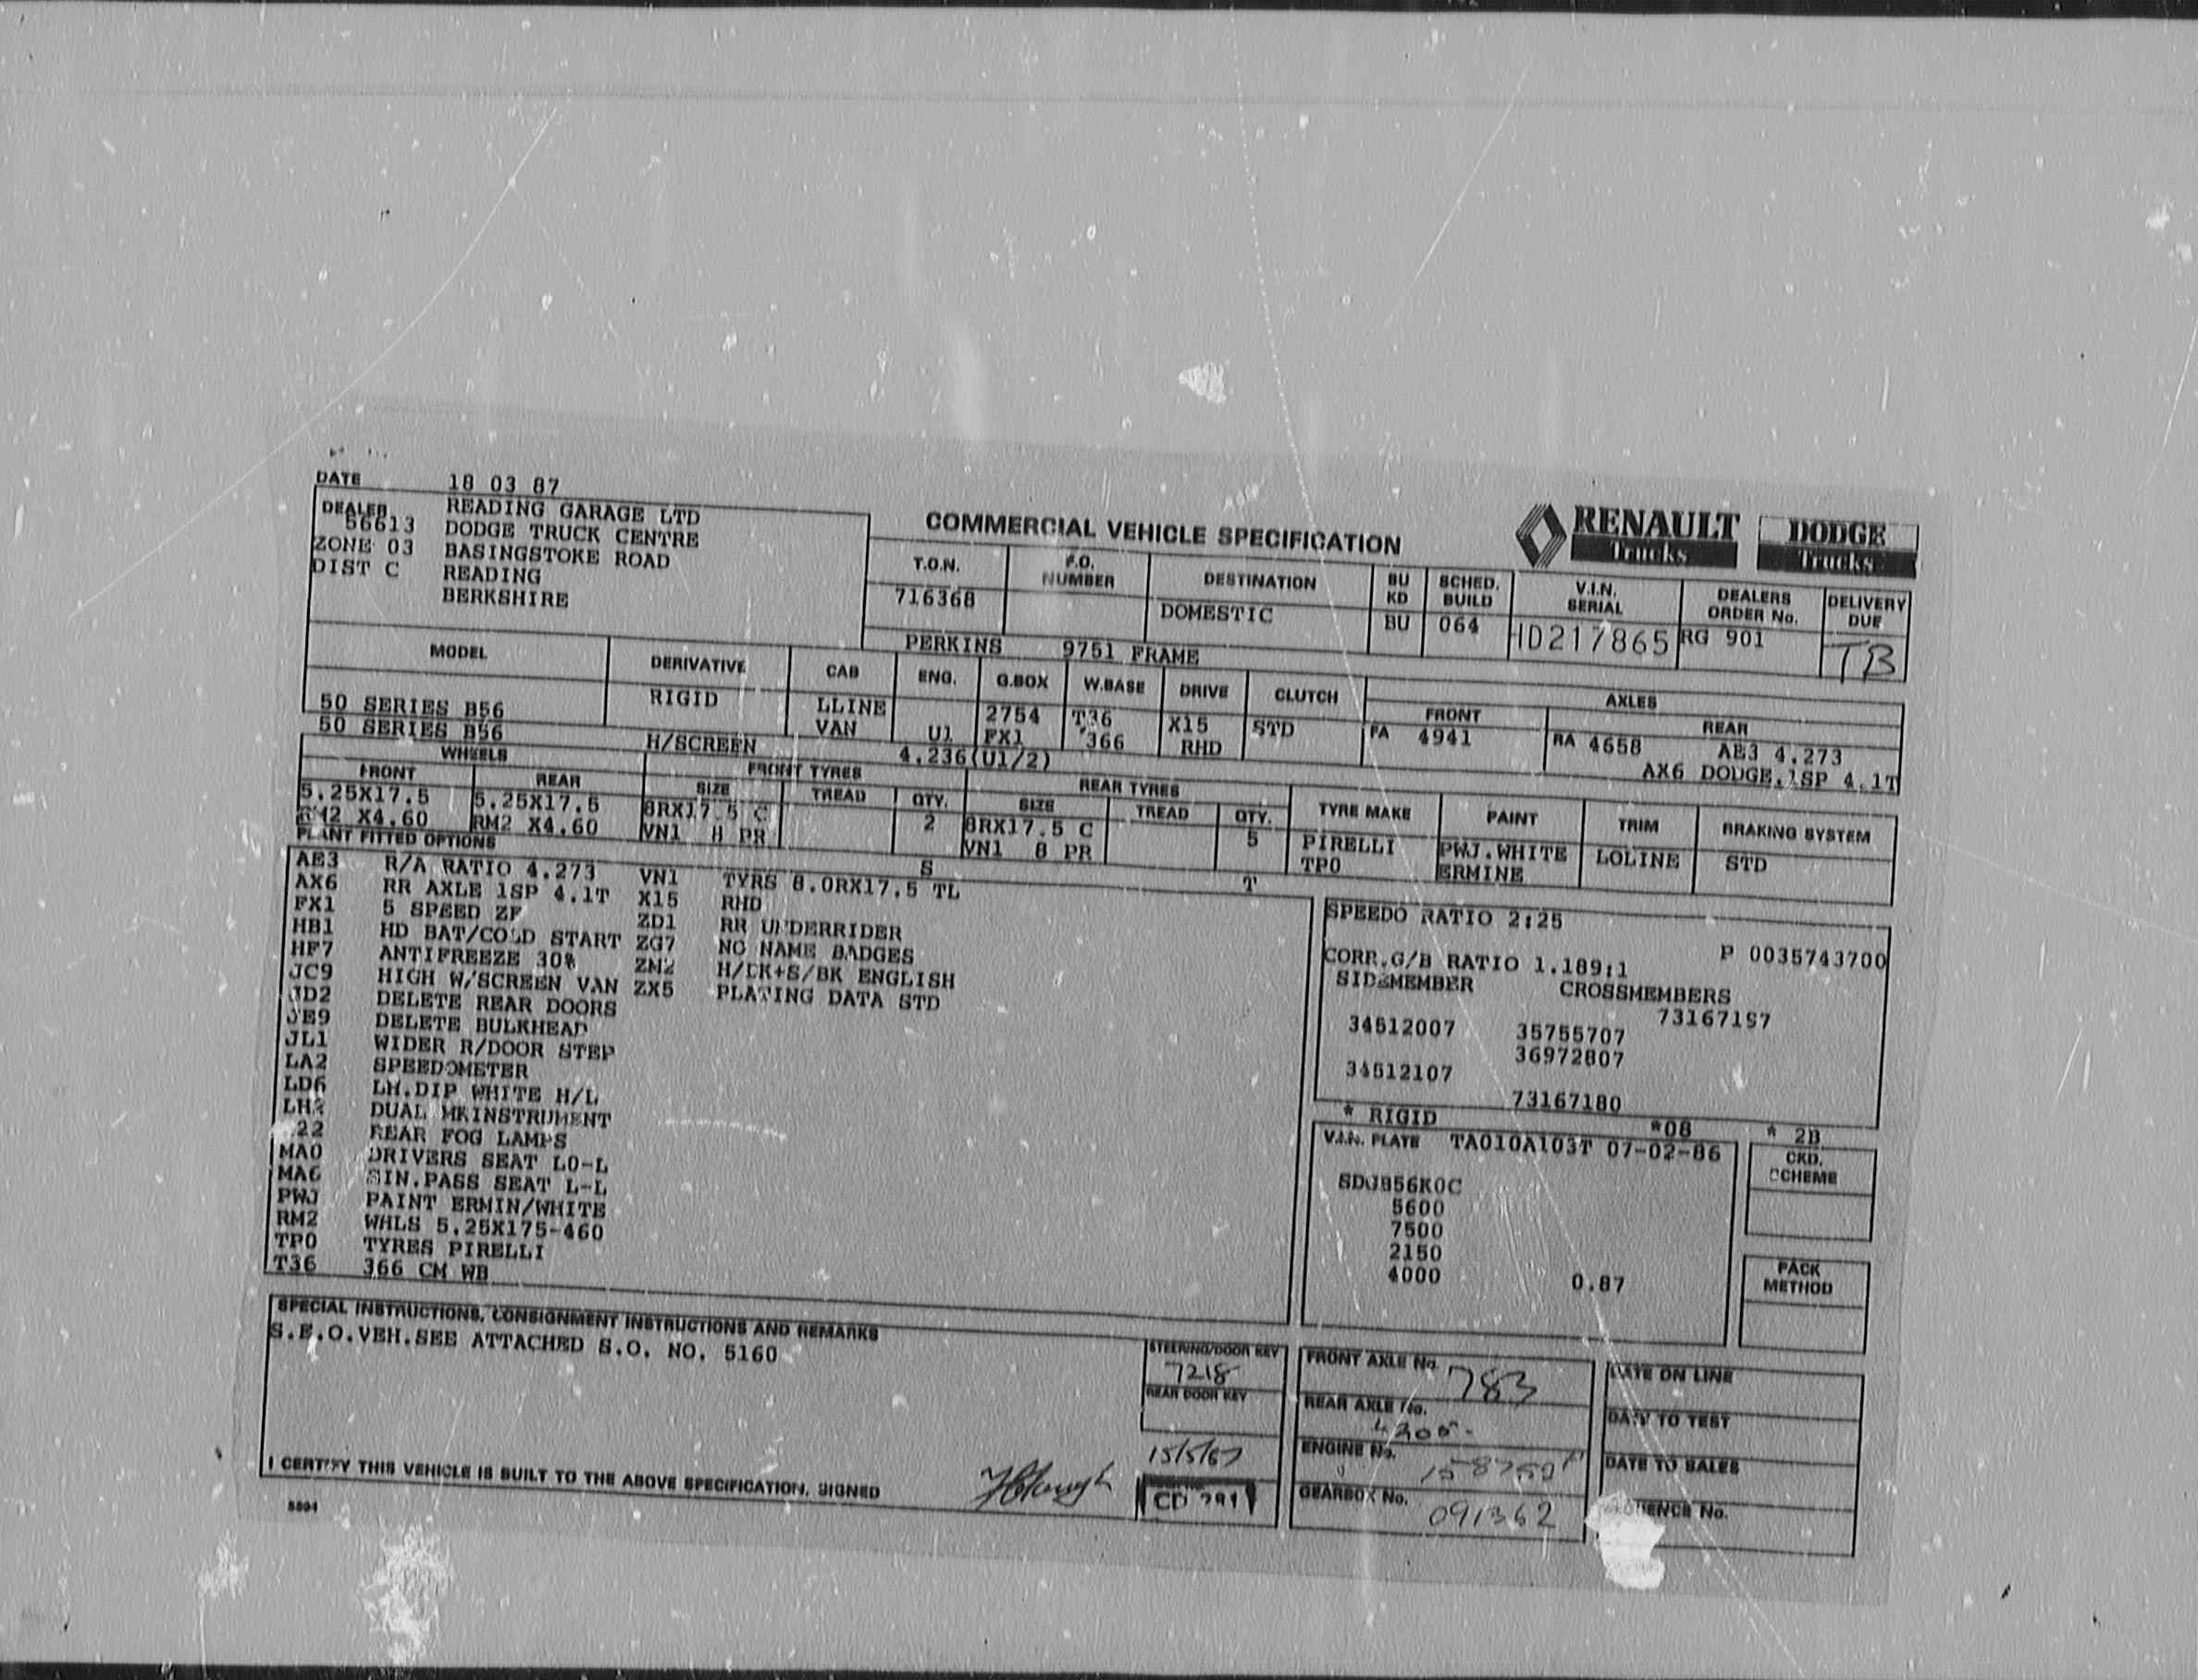 DATE 18 03 87
DEALER READING GARAGE LTD
56613 DODGE TRUCK CENTRE
ZONE 03 BASINGSTOKE ROAD
DIST C READING
BERKSHIRE
COMMERCIAL VEHICLE SPECIFICATION
RENAULT Trucks
DODGE Trucks
T.O.N. F.O. NUMBER DESTINATION BU KD SCHED. BUILD V.I.N. SERIAL DEALERS ORDER No. DELIVERY DUE
716368 DOMESTIC BU 064 HD217865 RG 901 TB
PERKINS 9751 FRAME
MODEL DERIVATIVE CAB ENG. G.BOX W.BASE DRIVE CLUTCH AXLES
FRONT REAR
50 SERIES B56 RIGID LLINE 2754 T36 X15 STD FA 4941 RA 4658 AE3 4.273
50 SERIES B56 H/SCREEN VAN U1 FX1 366 RHD AX6 DODGE.1SP 4.1T
4.236(U1/2)
WHEELS FRONT TYRES REAR TYRES
FRONT REAR SIZE TREAD QTY. SIZE TREAD QTY. TYRE MAKE PAINT TRIM BRAKING SYSTEM
5.25X17.5 5.25X17.5 8RX17.5 C 2 8RX17.5 C 5 PIRELLI PWJ.WHITE LOLINE STD
RM2 X4.60 RM2 X4.60 VN1 8 PR VN1 8 PR TP0 ERMINE
PLANT FITTED OPTIONS
S T
AE3 R/A RATIO 4.273 VN1 TYRS 8.0RX17.5 TL
AX6 RR AXLE 1SP 4.1T X15 RHD
FX1 5 SPEED ZF ZD1 RR UNDERRIDER
HB1 HD BAT/COLD START ZG7 NO NAME BADGES
HF7 ANTIFREEZE 30% ZM2 H/BK+S/BK ENGLISH
JC9 HIGH W/SCREEN VAN ZX5 PLATING DATA STD
JD2 DELETE REAR DOORS
JE9 DELETE BULKHEAD
JL1 WIDER R/DOOR STEP
LA2 SPEEDOMETER
LD6 LH.DIP WHITE H/L
DUAL MKINSTRUMENT
REAR FOG LAMPS
MA0 DRIVERS SEAT LO-L
MA6 SIN.PASS SEAT L-L
PWJ PAINT ERMIN/WHITE
RM2 WHLS 5.25X175-460
TP0 TYRES PIRELLI
T36 366 CM WB
SPEEDO RATIO 2:25
P 0035743700
CORR.G/B RATIO 1.189:1
SIDEMEMBER CROSSMEMBERS
73167197
34512007 35755707
36972807
34512107
73167180
* RIGID *08 * 2B
V.I.N. PLATE TA010A103T 07-02-86
SDGB56K0C
5600
7500
2150
4000 0.87
CKD. SCHEME
PACK METHOD
SPECIAL INSTRUCTIONS, CONSIGNMENT INSTRUCTIONS AND REMARKS
S.E.O.VEH.SEE ATTACHED S.O. NO. 5160
STEERING/DOOR KEY
7218
REAR DOOR KEY
15/5/87
CD 291
FRONT AXLE No. 783
REAR AXLE No.
ENGINE No.
GEARBOX No. 091362
DATE ON LINE
DATE TO TEST
DATE TO SALES
SEQUENCE No.
I CERTIFY THIS VEHICLE IS BUILT TO THE ABOVE SPECIFICATION, SIGNED